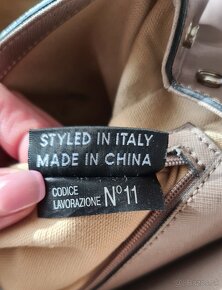 STYLED IN ITALY
MADE IN CHINA
CODICE
LAVORAZIONE N°11